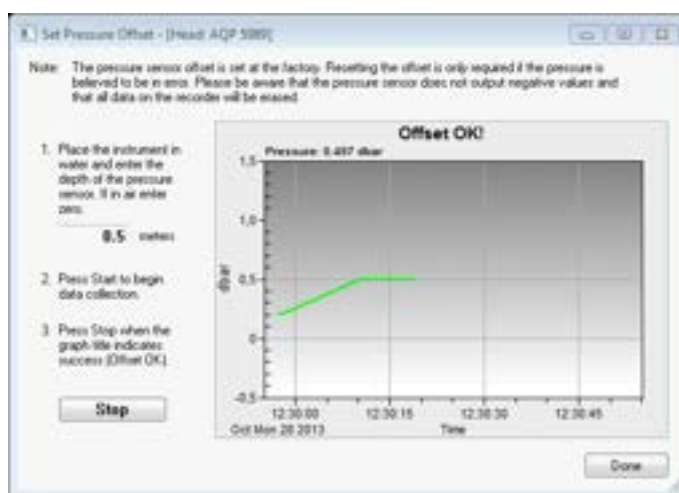 Set Pressure Offset - [Head: AQP 5989]
Note: The pressure sensor offset is set at the factory. Resetting the offset is only required if the pressure is
believed to be in error. Please be aware that the pressure sensor does not output negative values and
that all data on the recorder will be erased.
1. Place the instrument in
water and enter the
depth of the pressure
sensor. If in air enter
zero.
0.5 meters
2. Press Start to begin
data collection.
3. Press Stop when the
graph title indicates
success (Offset OK).
Stop
Offset OK!
Pressure: 0.497 dbar
1.5
1.0
0.5
0
-0.5
dbar
12:30:00
12:30:15
12:30:30
12:30:45
Oct Mon 28 2013
Time
Done